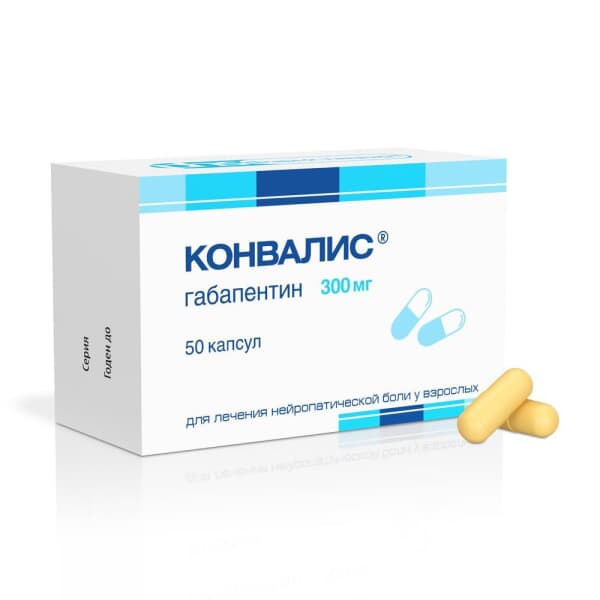 КОНВАЛИС®
габапентин 300 мг
50 капсул
для лечения нейропатической боли у взрослых
Серия
Годен до